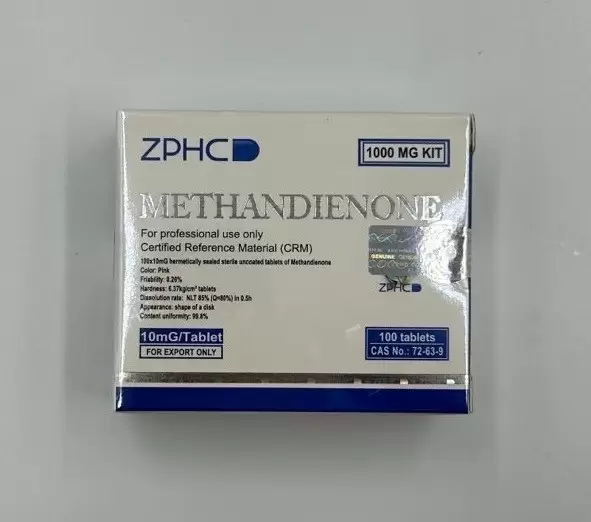 ZPHC
1000 MG KIT
METHANDIENONE
For professional use only
Certified Reference Material (CRM)
100x10mG hermetically sealed sterile uncoated tablets of Methandienone
Color: Pink
Friability: 0.26%
Hardness: 6.37kg/cm² tablets
Dissolution rate: NLT 85% (Q=80%) in 0.5h
Appearance: shape of a disk
Content uniformity: 99.8%
GENUINE
ZPHC
10mG/Tablet
FOR EXPORT ONLY
100 tablets
CAS No.: 72-63-9